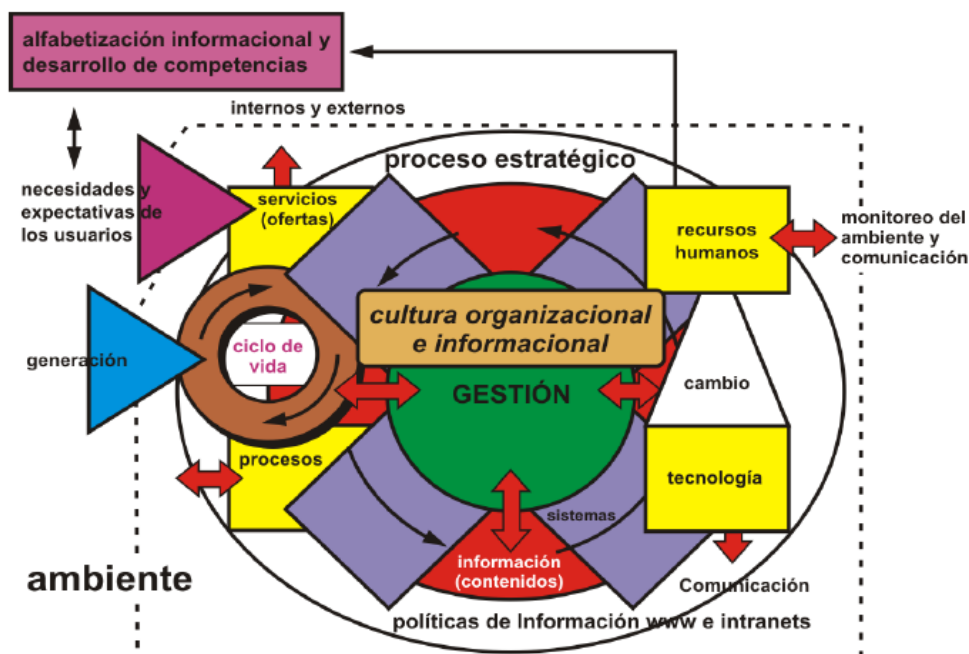 alfabetización informacional y
desarrollo de competencias
internos y externos
proceso estratégico
necesidades y
expectativas de
los usuarios
servicios
(ofertas)
recursos
humanos
monitoreo del
ambiente y
comunicación
cultura organizacional
e informacional
generación
ciclo de
vida
GESTIÓN
cambio
procesos
tecnología
sistemas
información
(contenidos)
ambiente
Comunicación
políticas de Información www e intranets